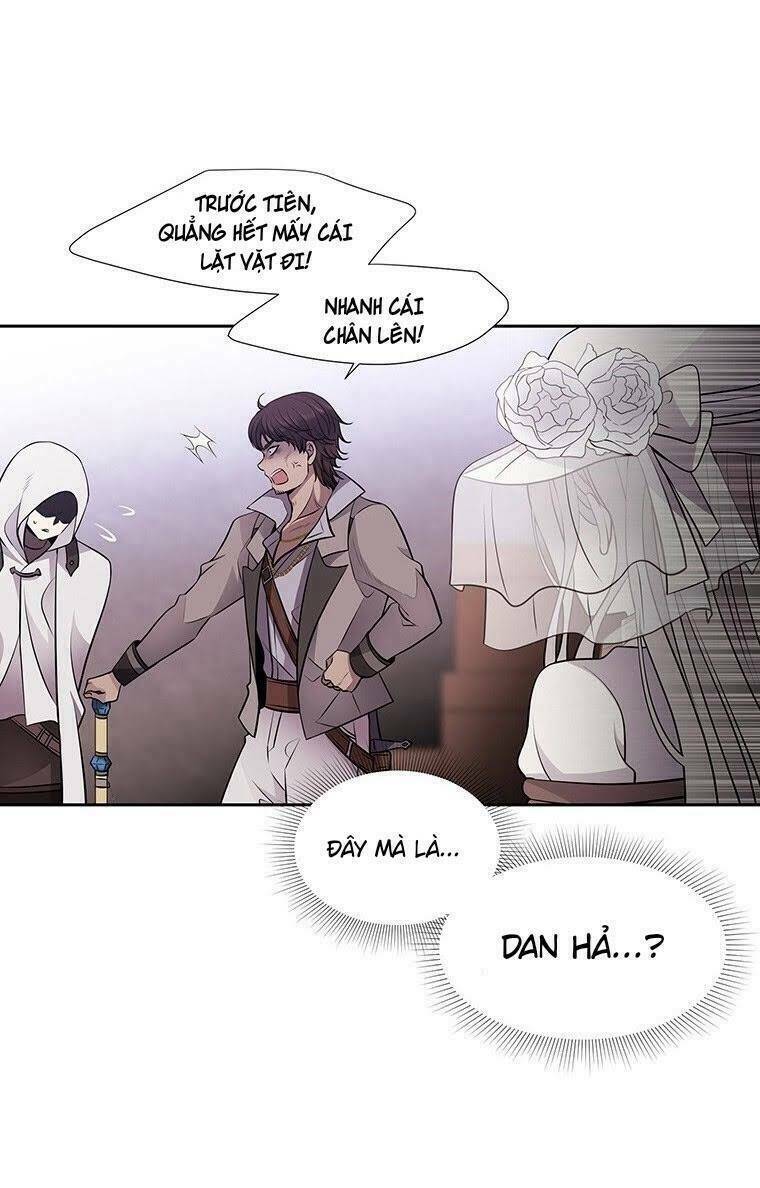 TRƯỚC TIÊN,
QUẲNG HẾT MẤY CÁI
LẶT VẶT ĐI!
NHANH CÁI
CHÂN LÊN!
ĐÂY MÀ LÀ...
DAN HẢ...?